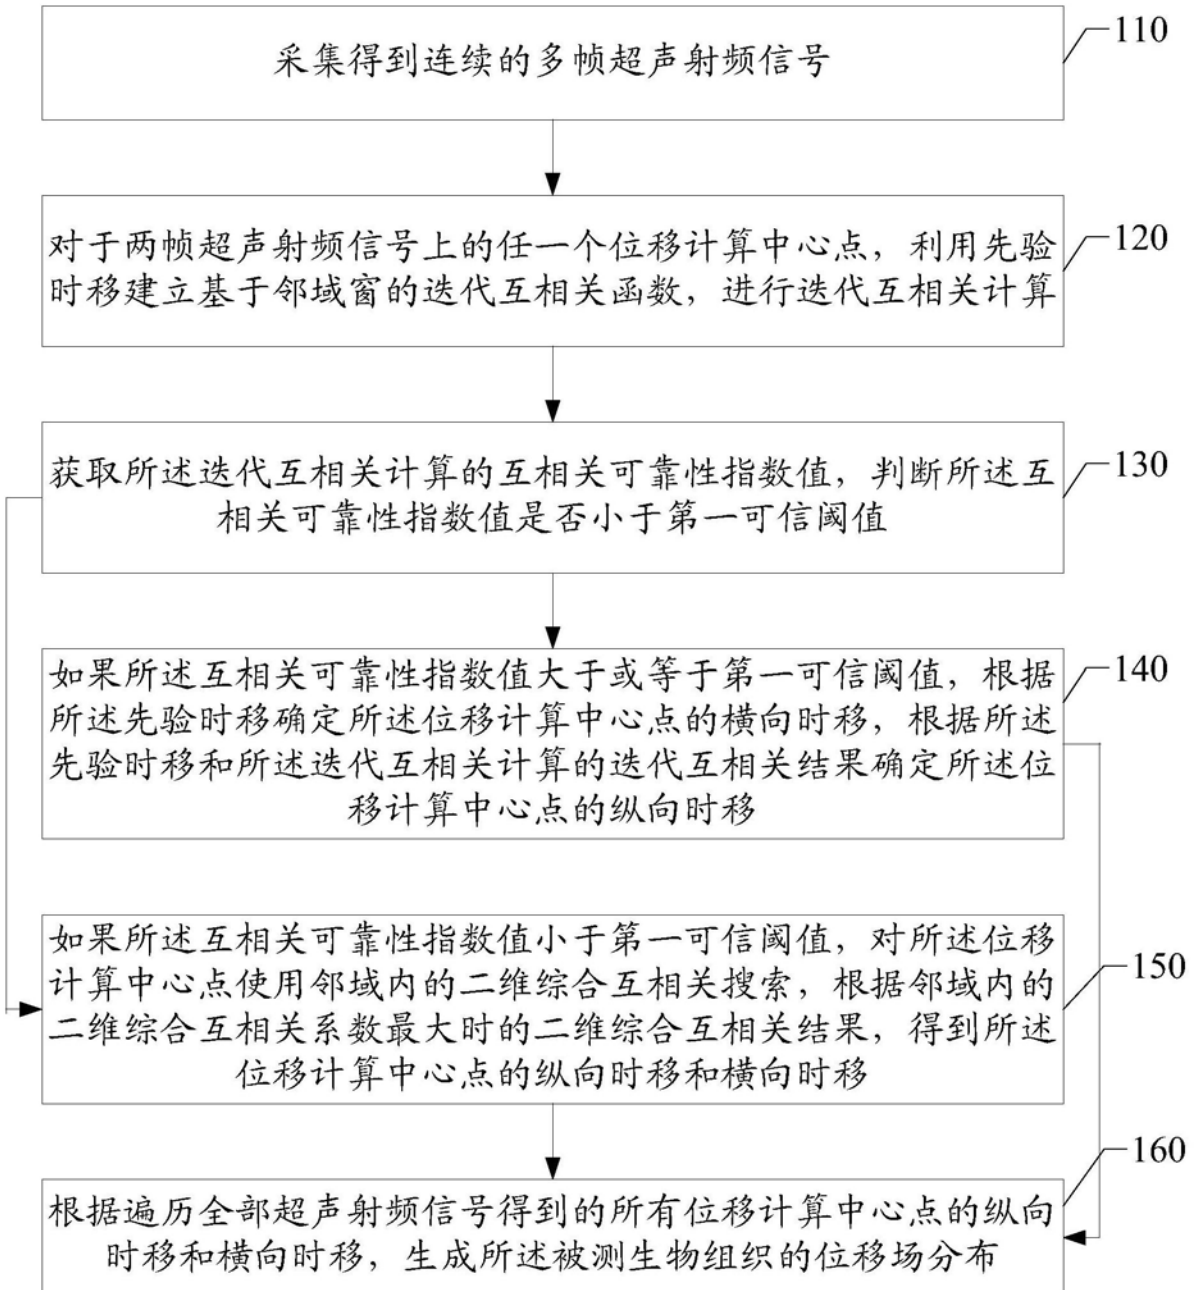 采集得到连续的多帧超声射频信号
110
对于两帧超声射频信号上的任一个位移计算中心点，利用先验
时移建立基于邻域窗的迭代互相关函数，进行迭代互相关计算
120
获取所述迭代互相关计算的互相关可靠性指数值，判断所述互
相关可靠性指数值是否小于第一可信阈值
130
如果所述互相关可靠性指数值大于或等于第一可信阈值，根据
所述先验时移确定所述位移计算中心点的横向时移，根据所述
先验时移和所述迭代互相关计算的迭代互相关结果确定所述位
移计算中心点的纵向时移
140
如果所述互相关可靠性指数值小于第一可信阈值，对所述位移
计算中心点使用邻域内的二维综合互相关搜索，根据邻域内的
二维综合互相关系数最大时的二维综合互相关结果，得到所述
位移计算中心点的纵向时移和横向时移
150
根据遍历全部超声射频信号得到的所有位移计算中心点的纵向
时移和横向时移，生成所述被测生物组织的位移场分布
160